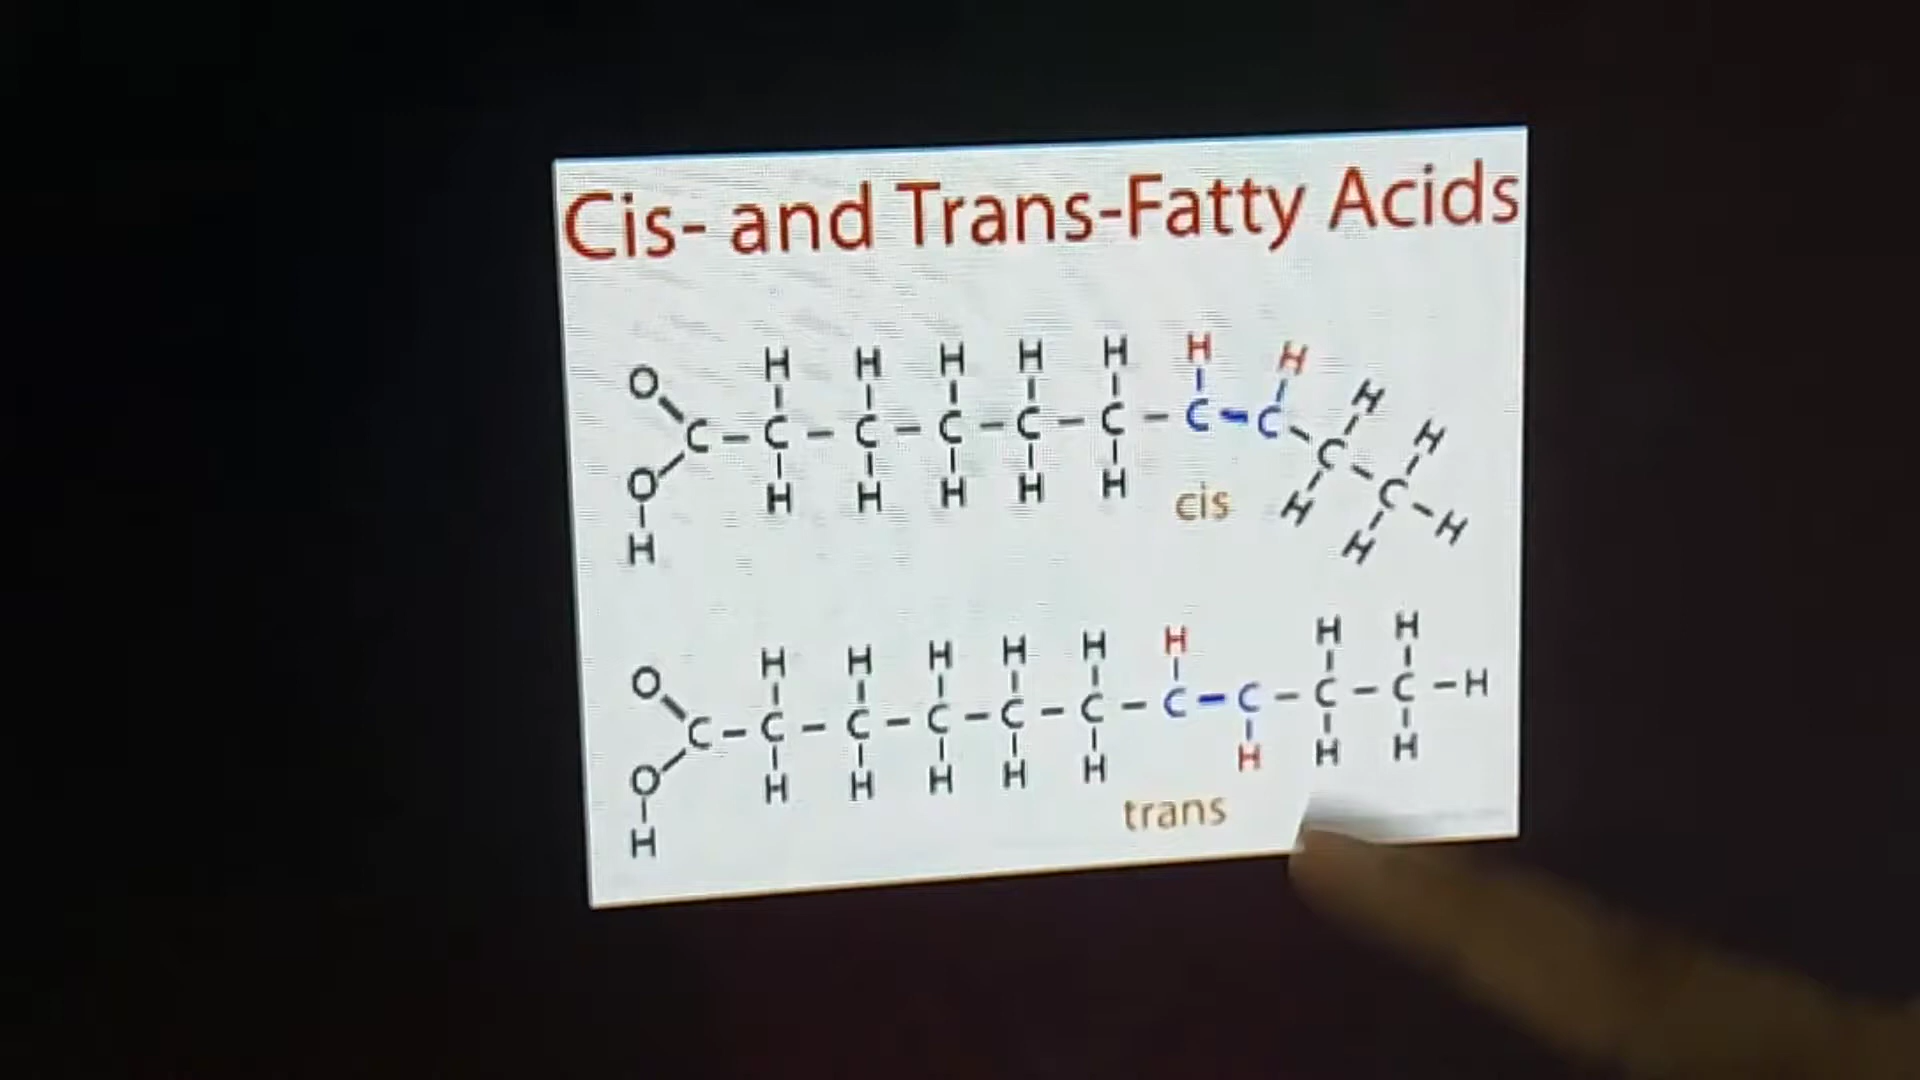 Cis- and Trans-Fatty Acids
H H H H H H H
O H
C - C - C - C - C - C - C - C H
O C
H H H H H C H
H cis H H
H
H H H H H H H H
O
C - C - C - C - C - C - C - C - C - C - H
O
H H H H H H H H
H trans